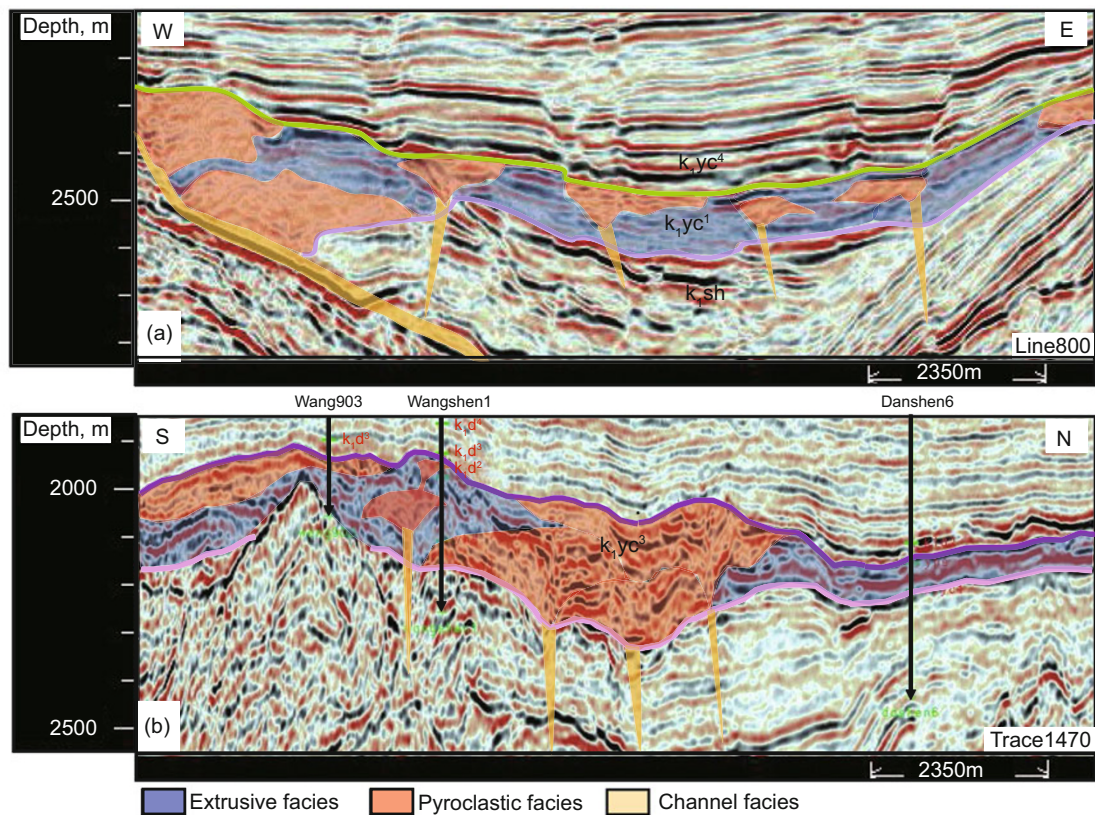 Depth, m
W
E
2500
k₁yc⁴
k₁yc¹
k₁sh
(a)
Line800
2350m
Wang903
Wangshen1
Danshen6
Depth, m
S
N
k₁d³
k₁d⁴
k₁d³
k₁d²
2000
k₁yc³
2500
(b)
Trace1470
2350m
Extrusive facies
Pyroclastic facies
Channel facies